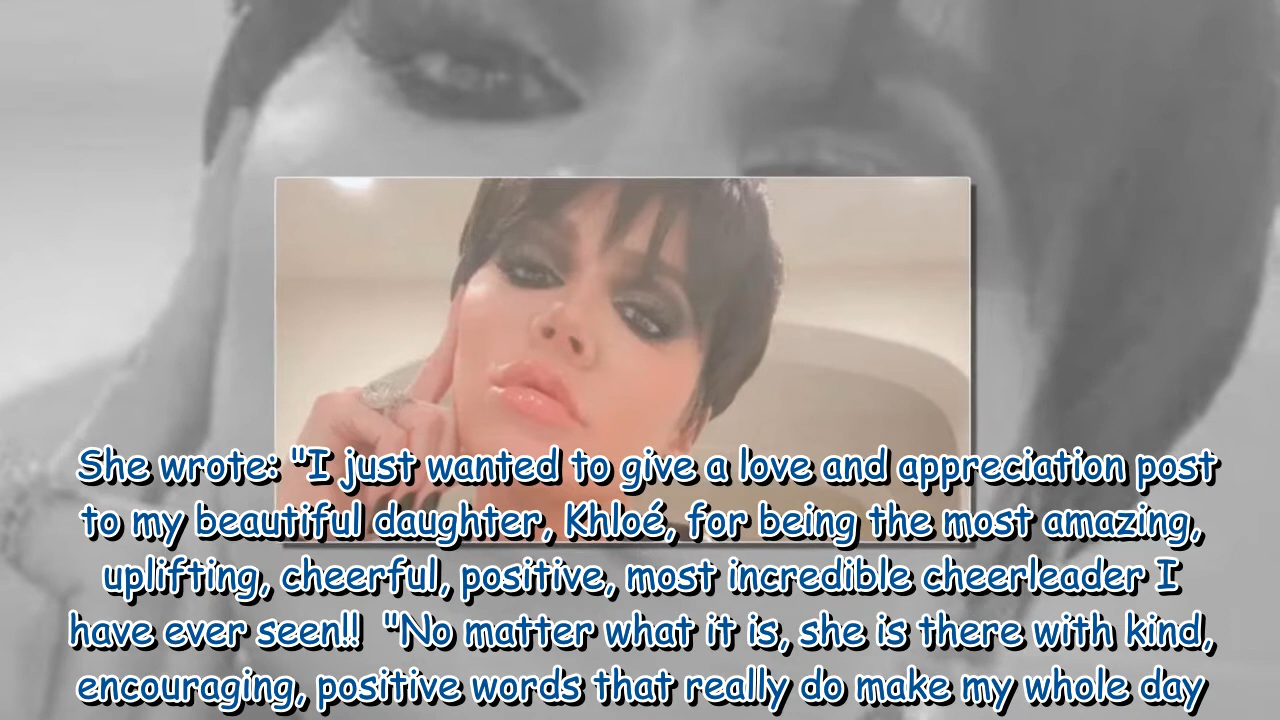 She wrote: "I just wanted to give a love and appreciation post
to my beautiful daughter, Khloé, for being the most amazing,
uplifting, cheerful, positive, most incredible cheerleader I
have ever seen!!  "No matter what it is, she is there with kind,
encouraging, positive words that really do make my whole day